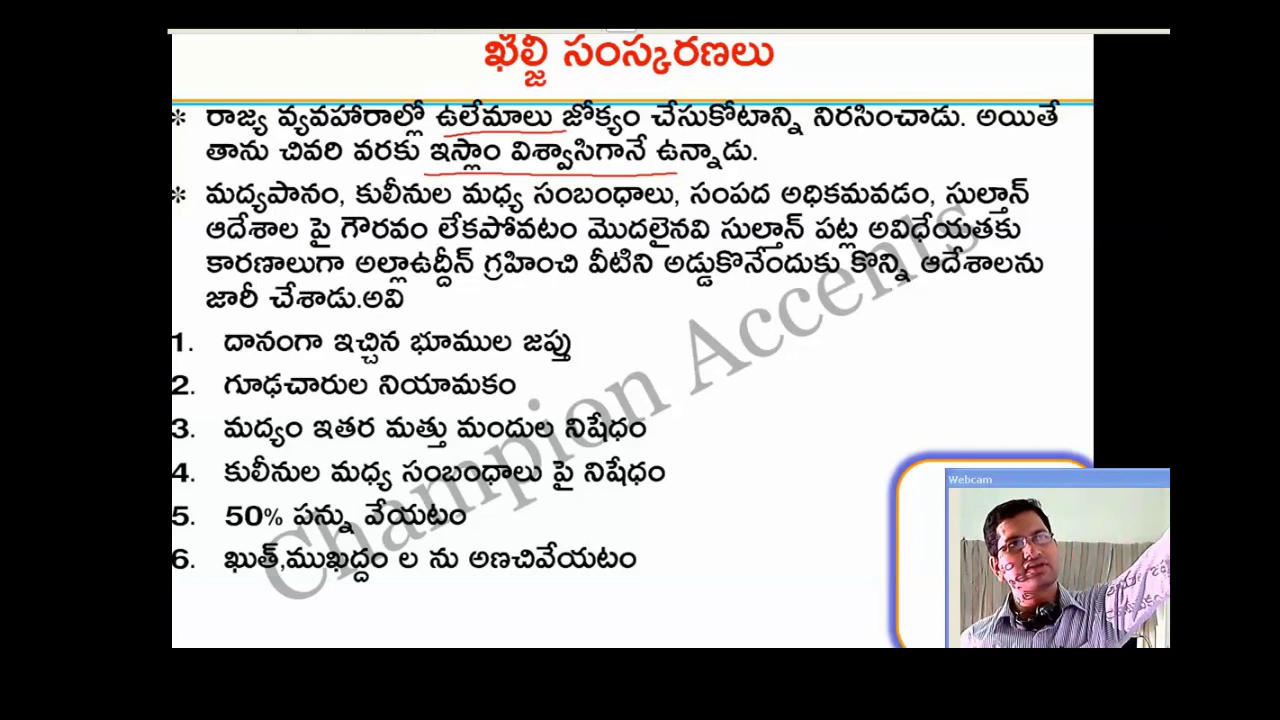 ఖిల్జీ సంస్కరణలు
* రాజ్య వ్యవహారాల్లో ఉలేమాలు జోక్యం చేసుకోటాన్ని నిరసించాడు. అయితే
తాను చివరి వరకు ఇస్లాం విశ్వాసిగానే ఉన్నాడు.
* మద్యపానం, కులీనుల మధ్య సంబంధాలు, సంపద అధికమవడం, సుల్తాన్
ఆదేశాల పై గౌరవం లేకపోవటం మొదలైనవి సుల్తాన్ పట్ల అవిధేయతకు
కారణాలుగా అల్లాఉద్దీన్ గ్రహించి వీటిని అడ్డుకొనేందుకు కొన్ని ఆదేశాలను
జారీ చేశాడు.అవి
1. దానంగా ఇచ్చిన భూముల జప్తు
2. గూఢచారుల నియామకం
3. మద్యం ఇతర మత్తు మందుల నిషేధం
4. కులీనుల మధ్య సంబంధాలు పై నిషేధం
5. 50% పన్ను వేయటం
6. ఖుత్,ముఖద్దం ల ను అణచివేయటం
Champion Accents
Webcam